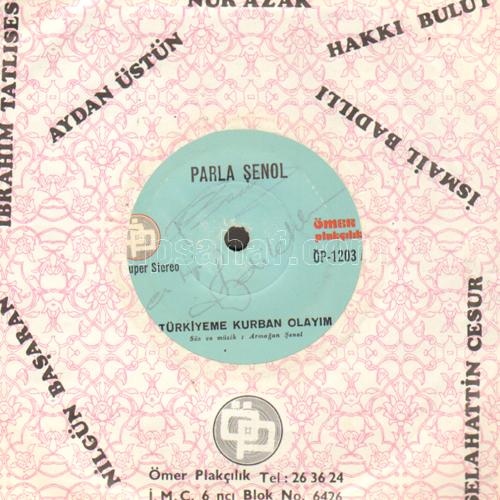 NUR AZAK
HAKKI BULUT
AYDAN ÜSTÜN
İBRAHİM TATLISES
İSMAİL BADILLI
PARLA ŞENOL
ÖMER
plakçılık
ÖP-1203
uper Stereo
TÜRKİYEME KURBAN OLAYIM
Söz ve müzik : Armağan Şenol
NİLGÜN BAŞARAN
SELAHATTİN CESUR
Ömer Plakçılık Tel: 26 36 24
İ.M.C. 6 ncı Blok No. 6426